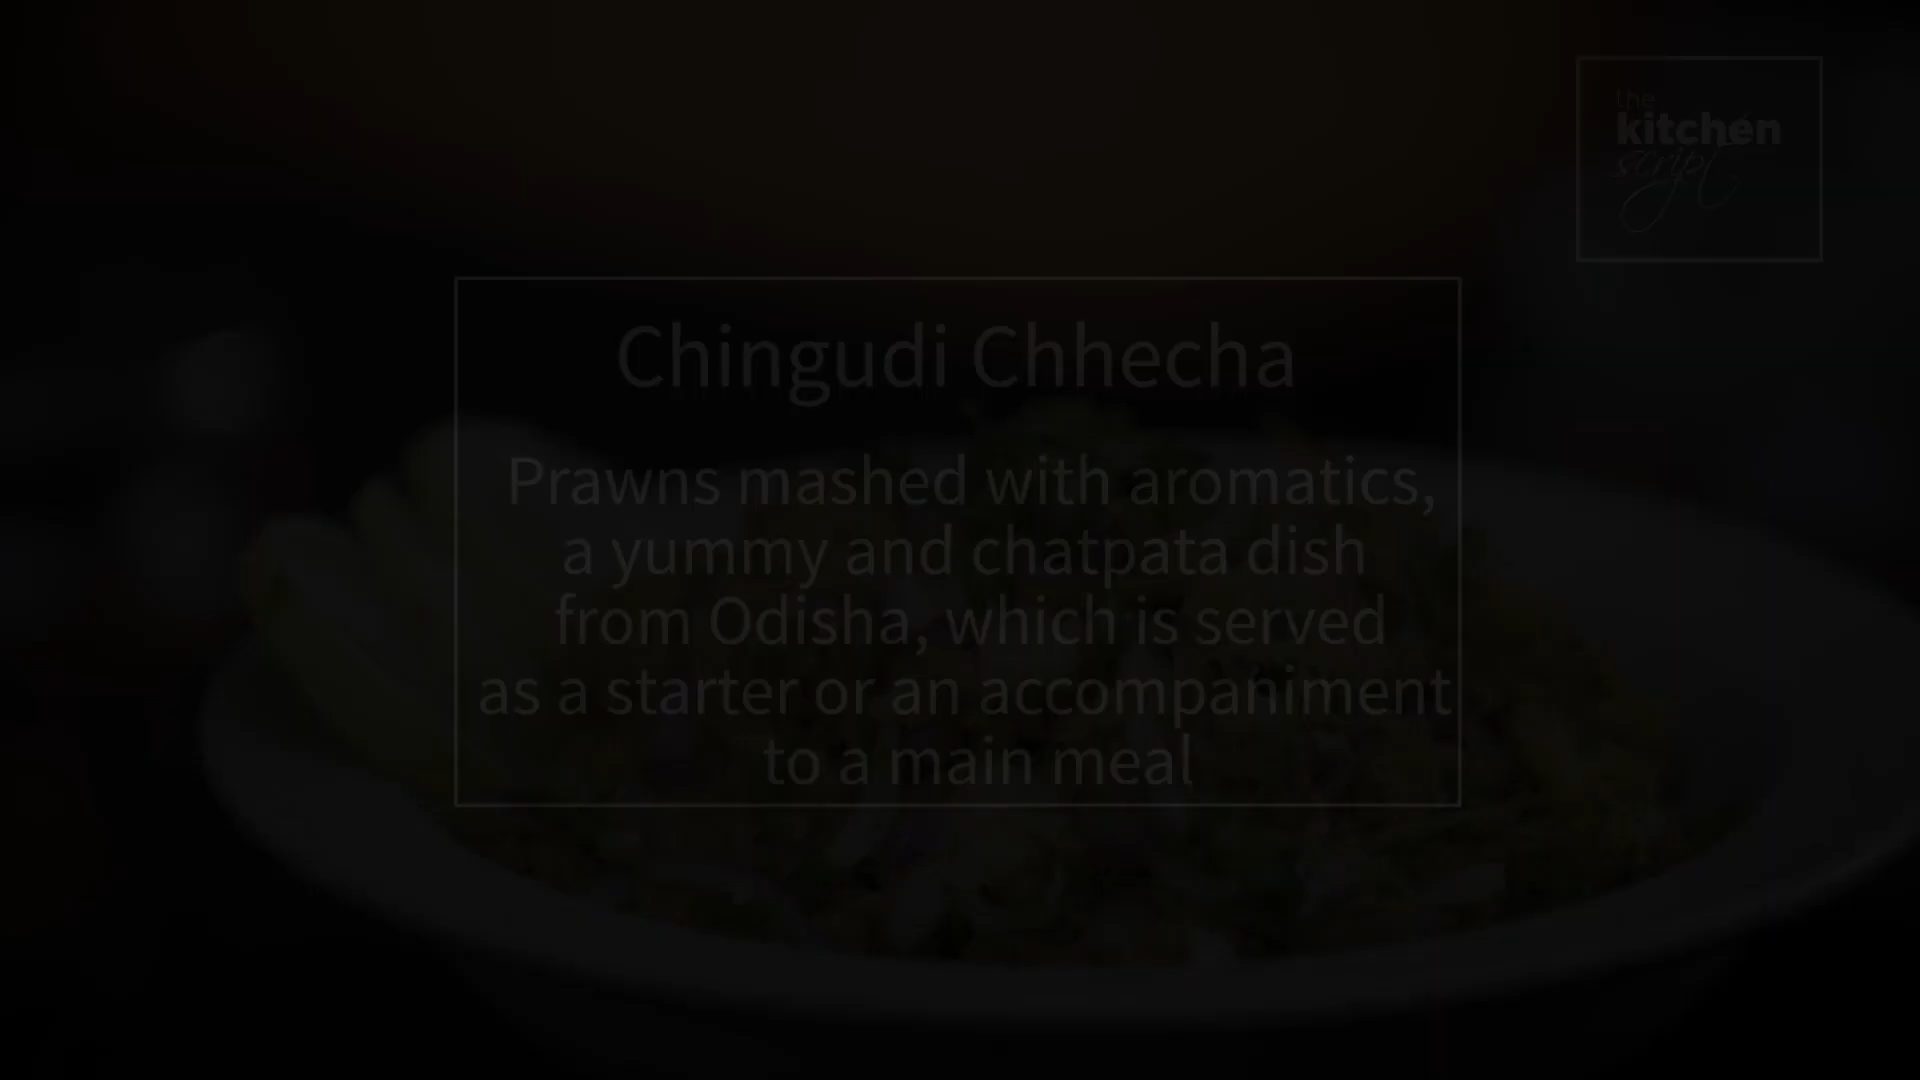 the
kitchen
script
Chingudi Chhecha
Prawns mashed with aromatics,
a yummy and chatpata dish
from Odisha, which is served
as a starter or an accompaniment
to a main meal